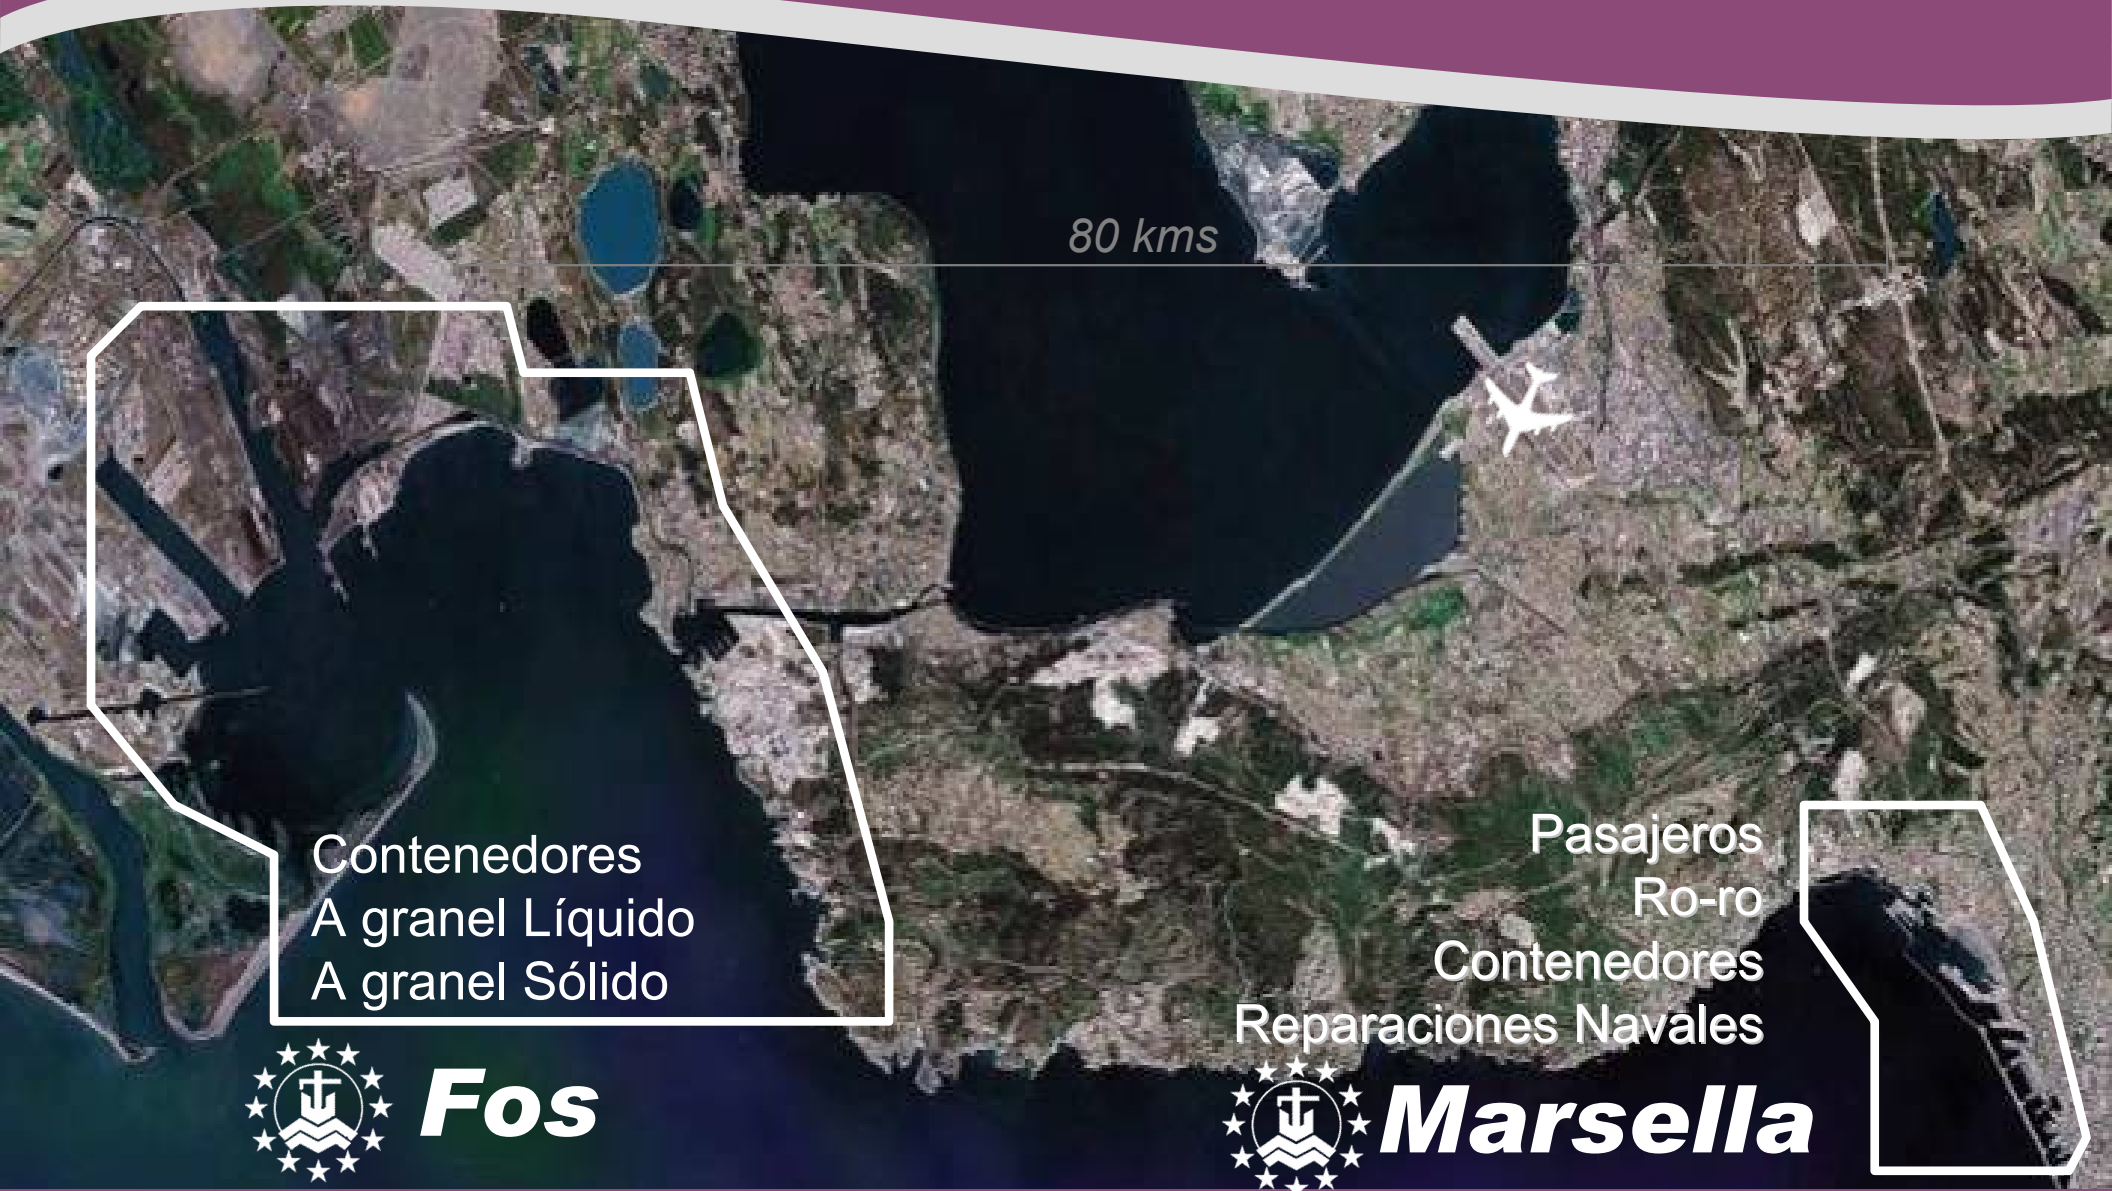 80 kms
Contenedores
A granel Líquido
A granel Sólido
Fos
Pasajeros
Ro-ro
Contenedores
Reparaciones Navales
Marsella